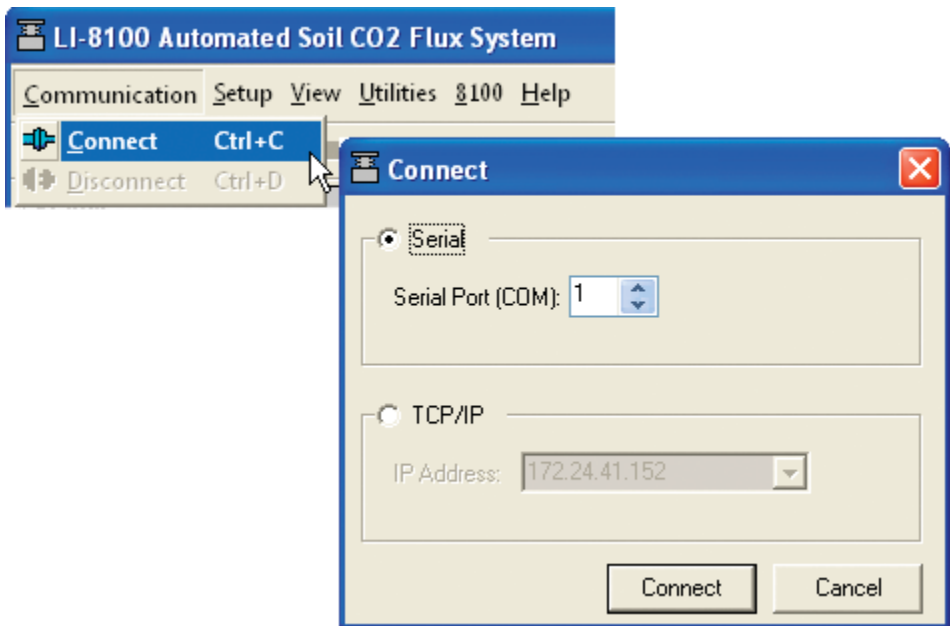 LI-8100 Automated Soil CO2 Flux System
Communication Setup View Utilities 8100 Help
Connect Ctrl+C
Disconnect Ctrl+D
Connect
Serial
Serial Port (COM): 1
TCP/IP
IP Address: 172.24.41.152
Connect Cancel